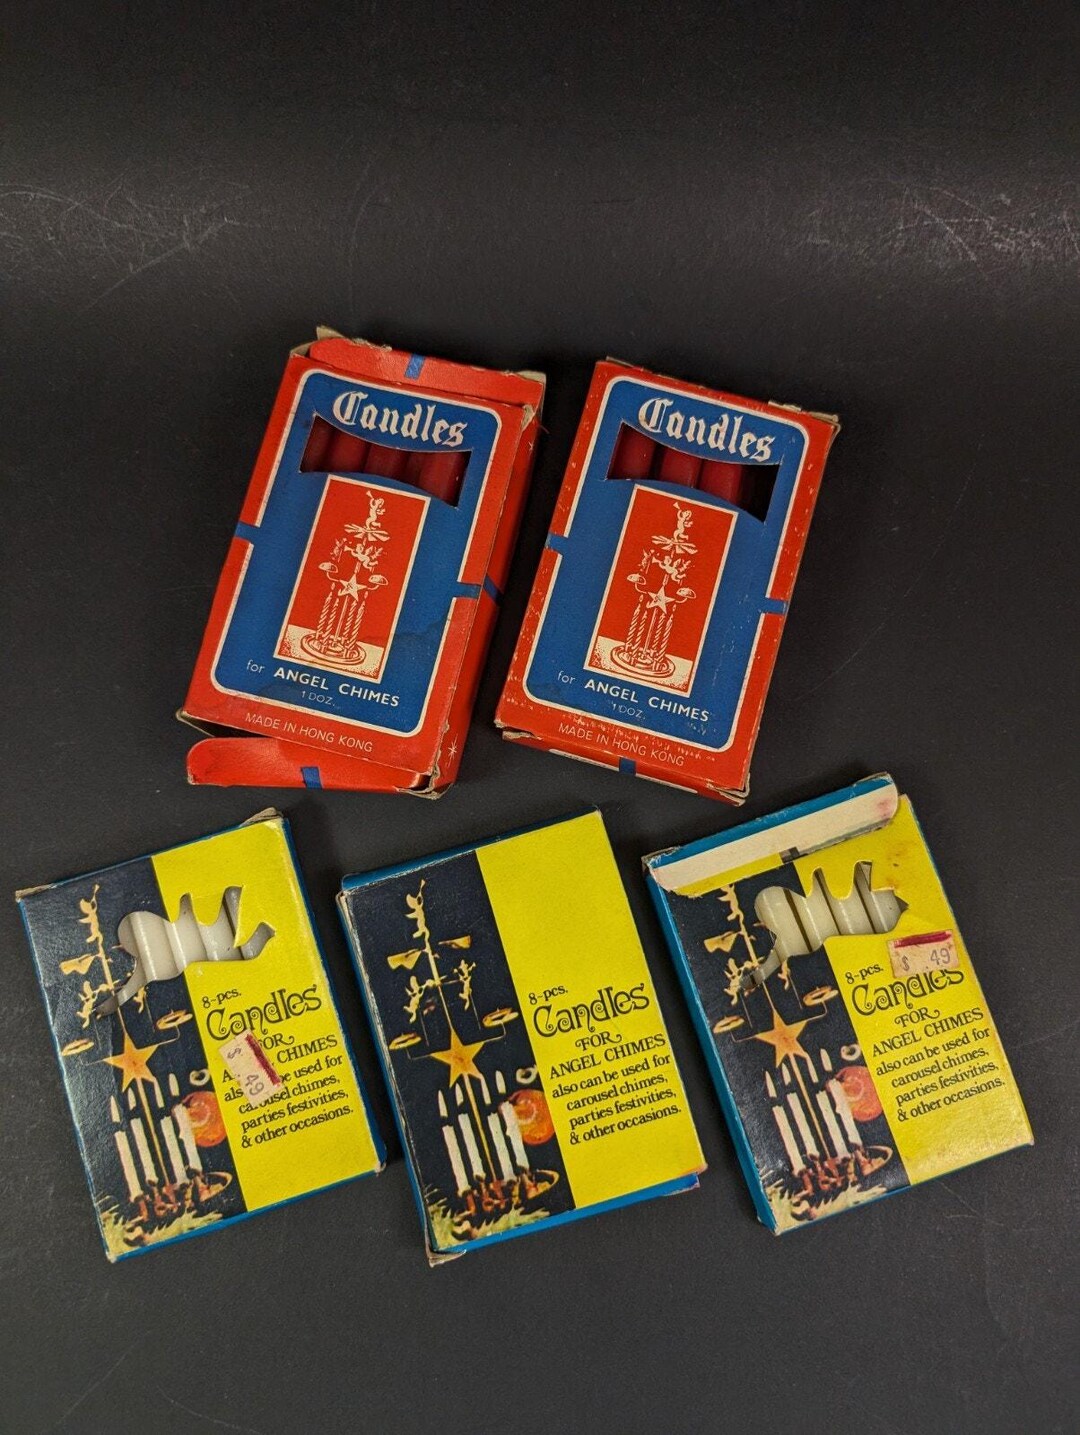 Candles
for ANGEL CHIMES
1 DOZ.
MADE IN HONG KONG
Candles
for ANGEL CHIMES
1 DOZ.
MADE IN HONG KONG
8-pcs.
Candles
FOR
CHIMES
be used for
carousel chimes,
parties festivities,
& other occasions.
$ .49
8-pcs.
Candles
FOR
ANGEL CHIMES
also can be used for
carousel chimes,
parties festivities,
& other occasions.
$ .49
8-pcs.
Candles
FOR
ANGEL CHIMES
also can be used for
carousel chimes,
parties festivities,
& other occasions.